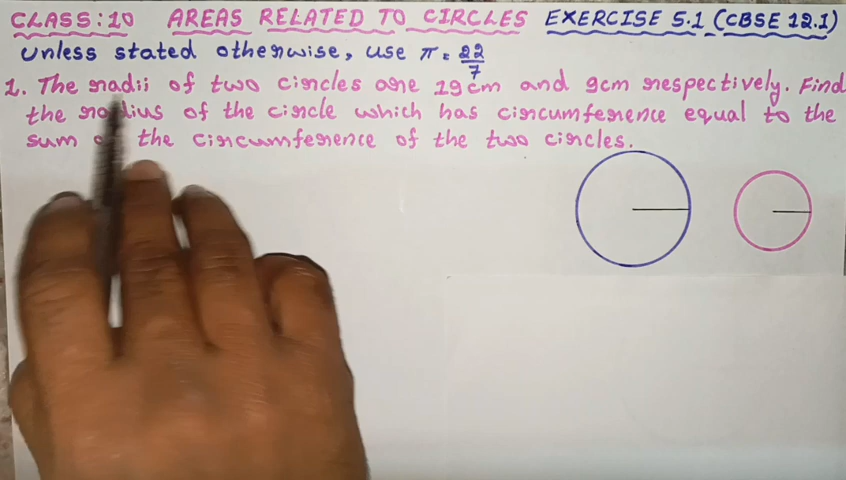 CLASS:10 AREAS RELATED TO CIRCLES EXERCISE 5.1 (CBSE 12.1)
Unless stated otherwise, use π = 22/7
1. The radii of two circles are 19cm and 9cm respectively. Find
the radius of the circle which has circumference equal to the
sum of the circumference of the two circles.